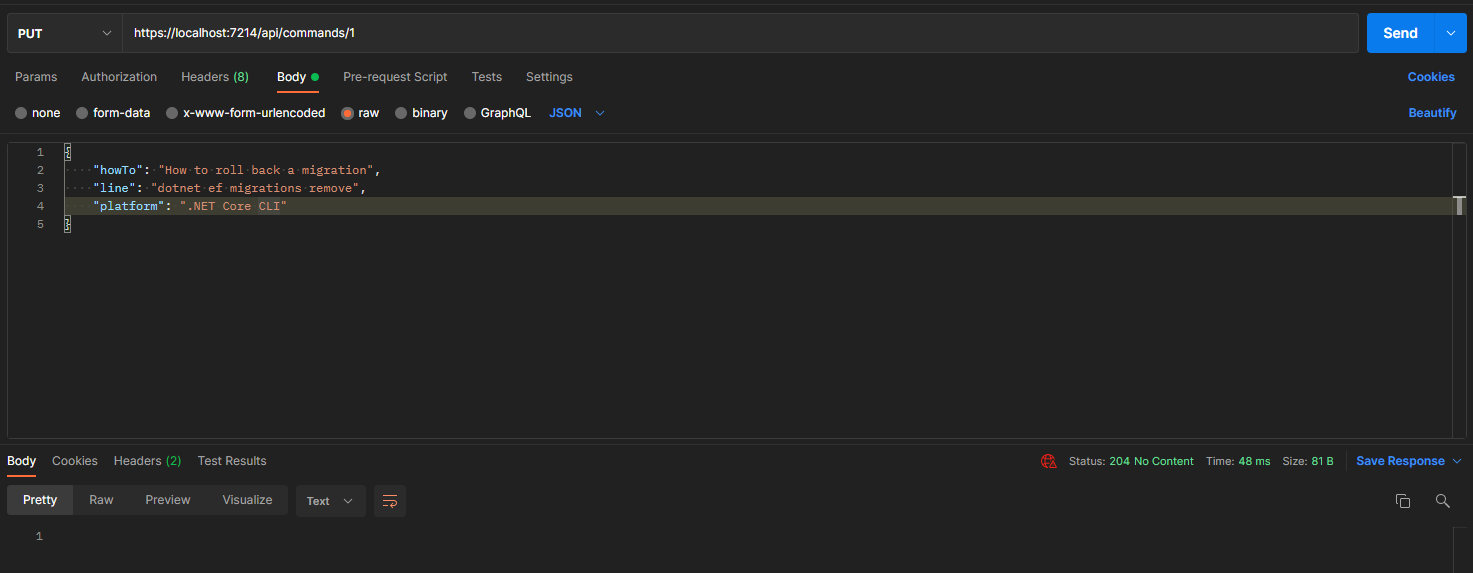 PUT https://localhost:7214/api/commands/1 Send
Params Authorization Headers (8) Body Pre-request Script Tests Settings Cookies
none form-data x-www-form-urlencoded raw binary GraphQL JSON Beautify
1 {
2 "howTo": "How to roll back a migration",
3 "line": "dotnet ef migrations remove",
4 "platform": ".NET Core CLI"
5 }
Body Cookies Headers (2) Test Results Status: 204 No Content Time: 48 ms Size: 81 B Save Response
Pretty Raw Preview Visualize Text
1